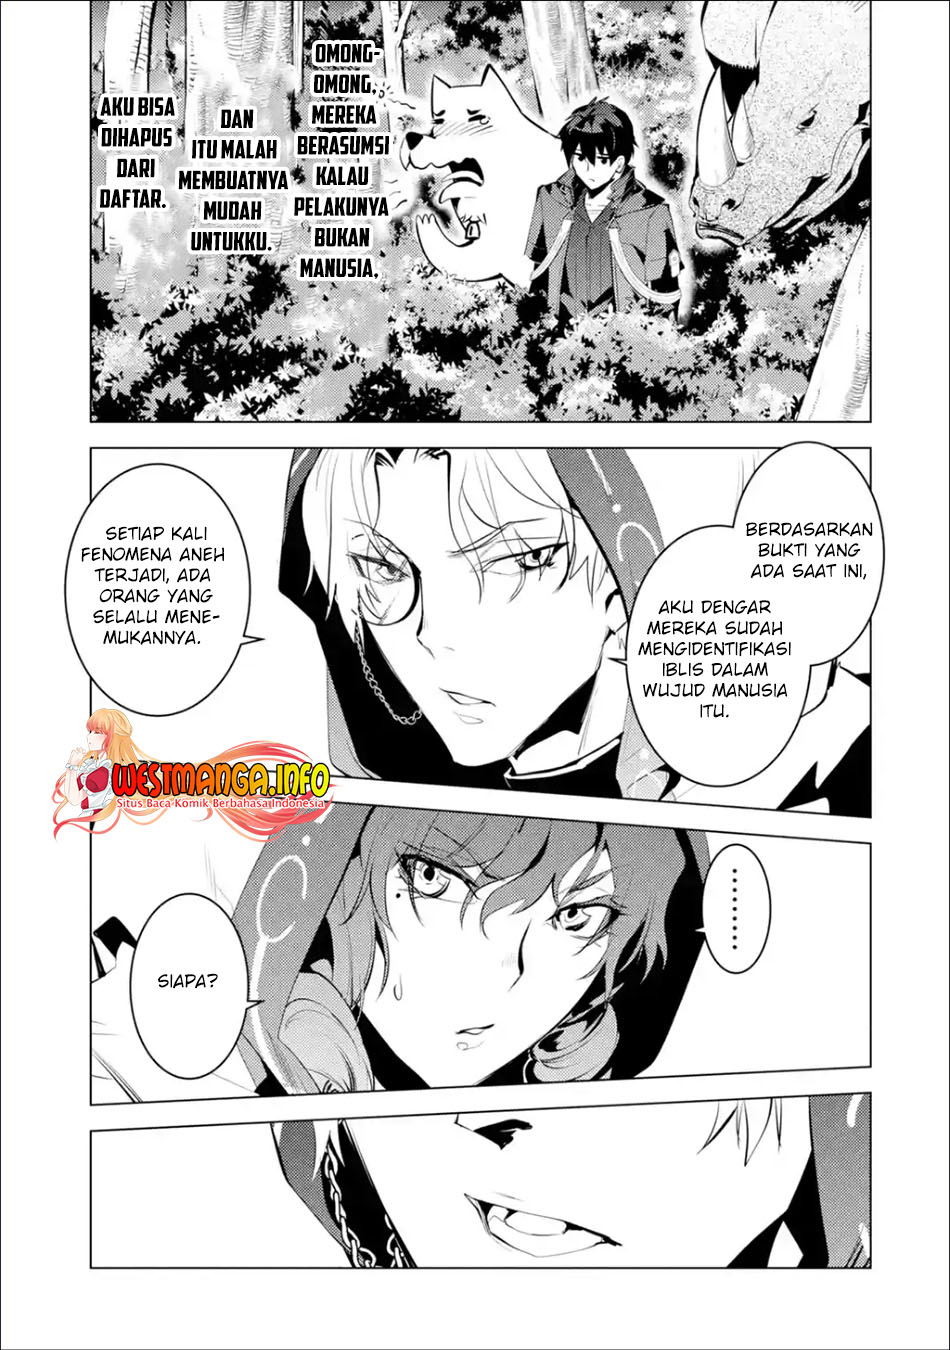 OMONG-
OMONG,
MEREKA
BERASUMSI
KALAU
PELAKUNYA
BUKAN
MANUSIA,
DAN
ITU MALAH
MEMBUATNYA
MUDAH
UNTUKKU.
AKU BISA
DIHAPUS
DARI
DAFTAR.
BERDASARKAN
BUKTI YANG
ADA SAAT INI,
AKU DENGAR
MEREKA SUDAH
MENGIDENTIFIKASI
IBLIS DALAM
WUJUD MANUSIA
ITU.
SETIAP KALI
FENOMENA ANEH
TERJADI, ADA
ORANG YANG
SELALU MENE-
MUKANNYA.
WESTMANGA.INFO
Situs Baca Komik Berbahasa Indonesia
........
SIAPA?